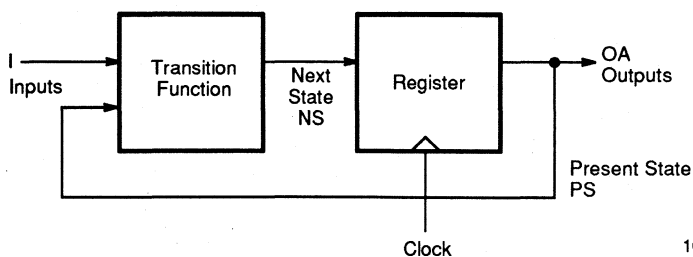 I
Inputs
Transition
Function
Next
State
NS
Register
OA
Outputs
Present State
PS
Clock